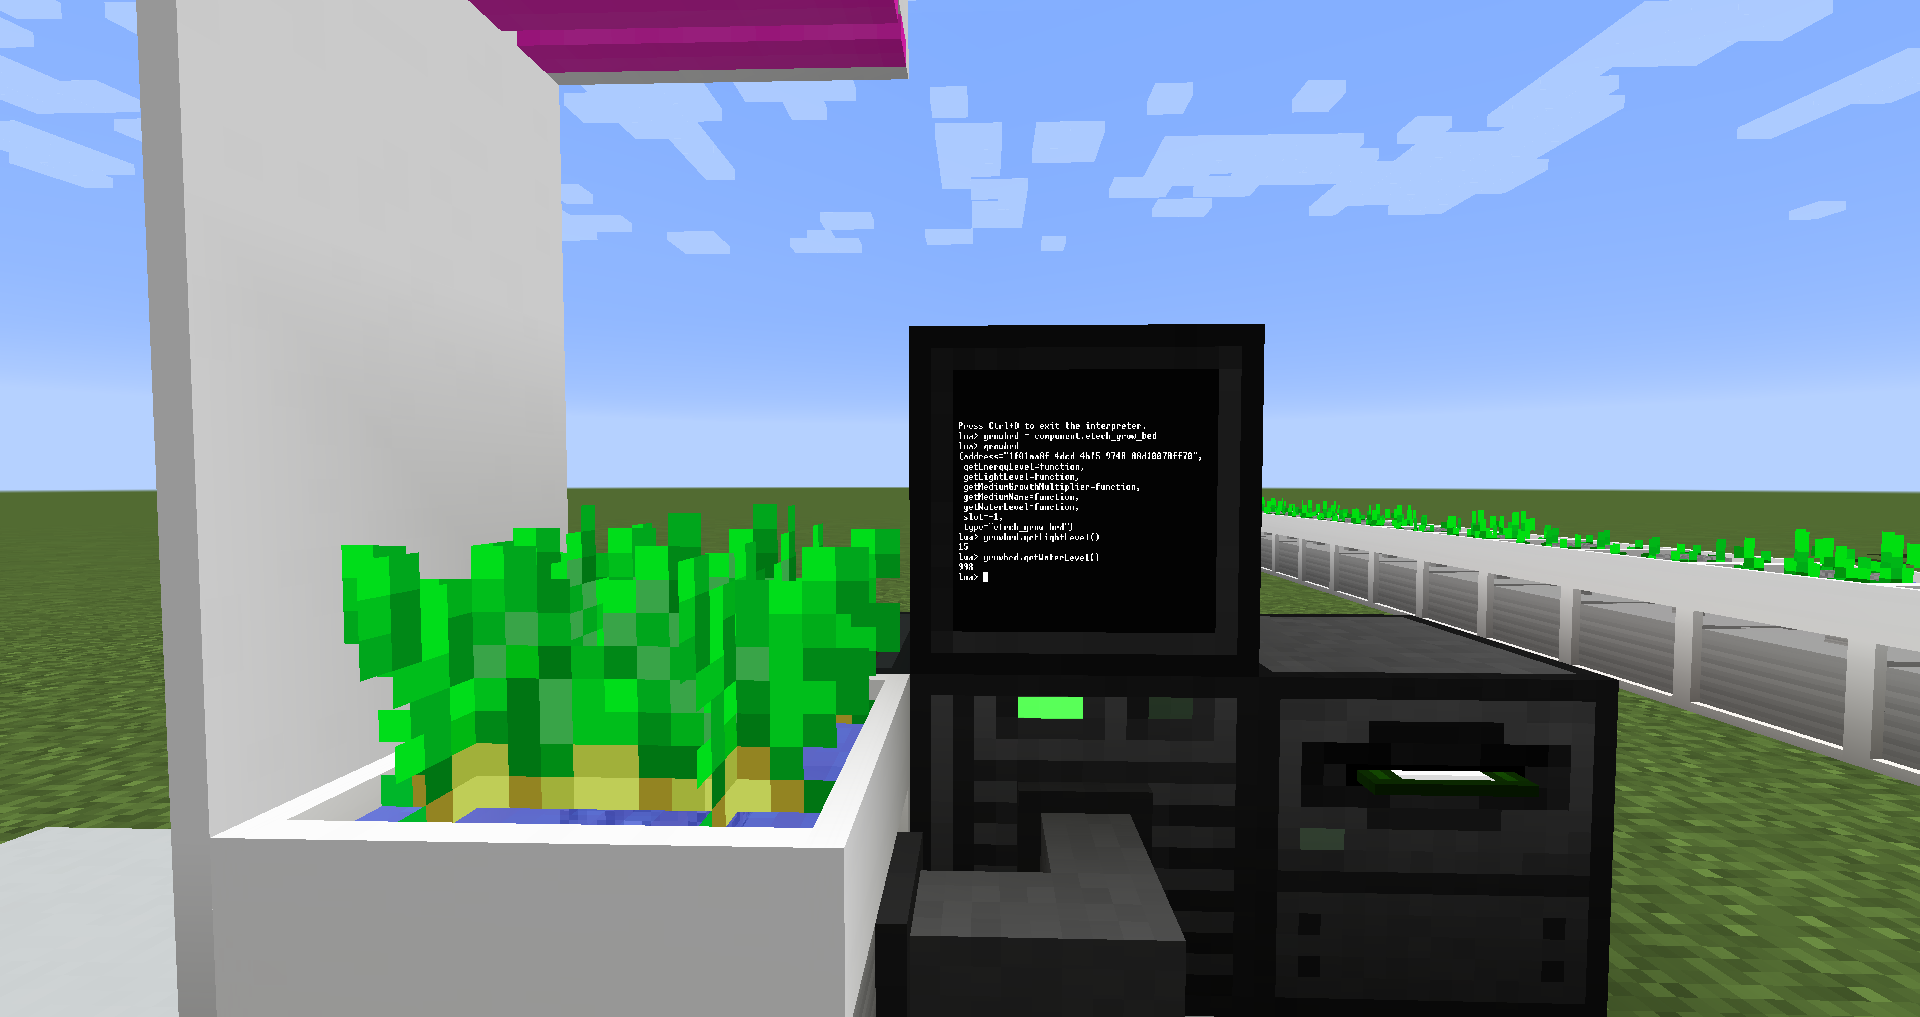 Press Ctrl+D to exit the interpreter.
lua> growbed = component.etech_grow_bed
lua> growbed
getEnergyLevel=function,
getLightLevel=function,
getMediumGrowthMultiplier=function,
getMediumName=function,
getWaterLevel=function,
slot=-1,
type="etech_grow_bed"}
lua> growbed.getLightLevel()
15
lua> growbed.getWaterLevel()
998
lua>